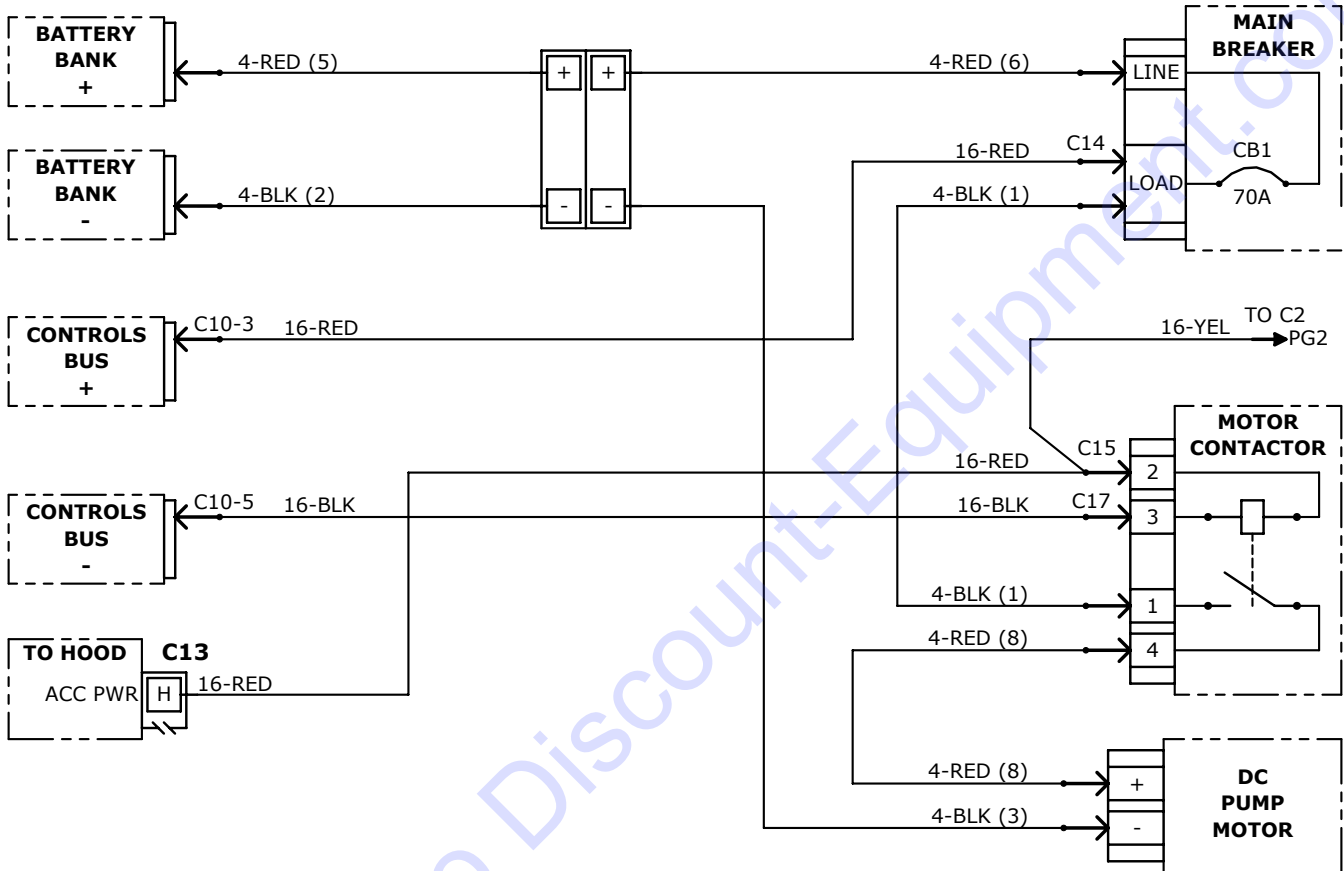 BATTERY
BANK
+
4-RED (5)
+ +
4-RED (6)
LINE
MAIN
BREAKER
BATTERY
BANK
-
4-BLK (2)
- -
16-RED
C14
4-BLK (1)
LOAD
CB1
70A
CONTROLS
BUS
+
C10-3
16-RED
16-YEL
TO C2
PG2
MOTOR
CONTACTOR
16-RED
C15
2
CONTROLS
BUS
-
C10-5
16-BLK
16-BLK
C17
3
4-BLK (1)
1
4-RED (8)
4
TO HOOD
C13
ACC PWR
H
16-RED
4-RED (8)
+
4-BLK (3)
-
DC
PUMP
MOTOR
Discount-Equipment.co